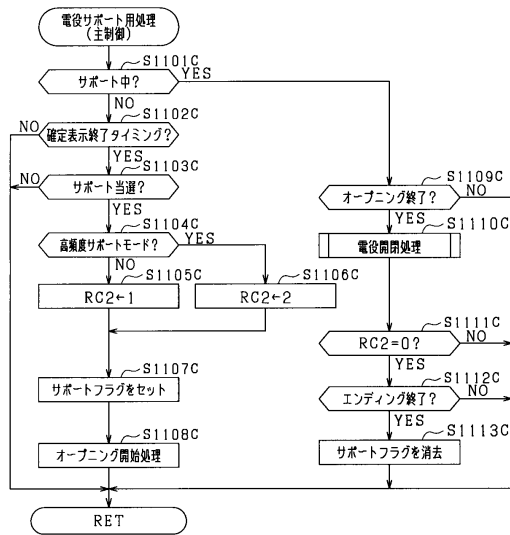 電役サポート用処理
(主制御)
S1101C
サポート中?
YES
NO
S1102C
NO
確定表示終了タイミング?
YES
S1103C
NO
サポート当選?
YES
S1104C
高頻度サポートモード?
YES
NO
S1105C
RC2←1
S1106C
RC2←2
S1107C
サポートフラグをセット
S1108C
オープニング開始処理
S1109C
オープニング終了?
NO
YES
S1110C
電役開閉処理
S1111C
RC2=0?
NO
YES
S1112C
エンディング終了?
NO
YES
S1113C
サポートフラグを消去
RET